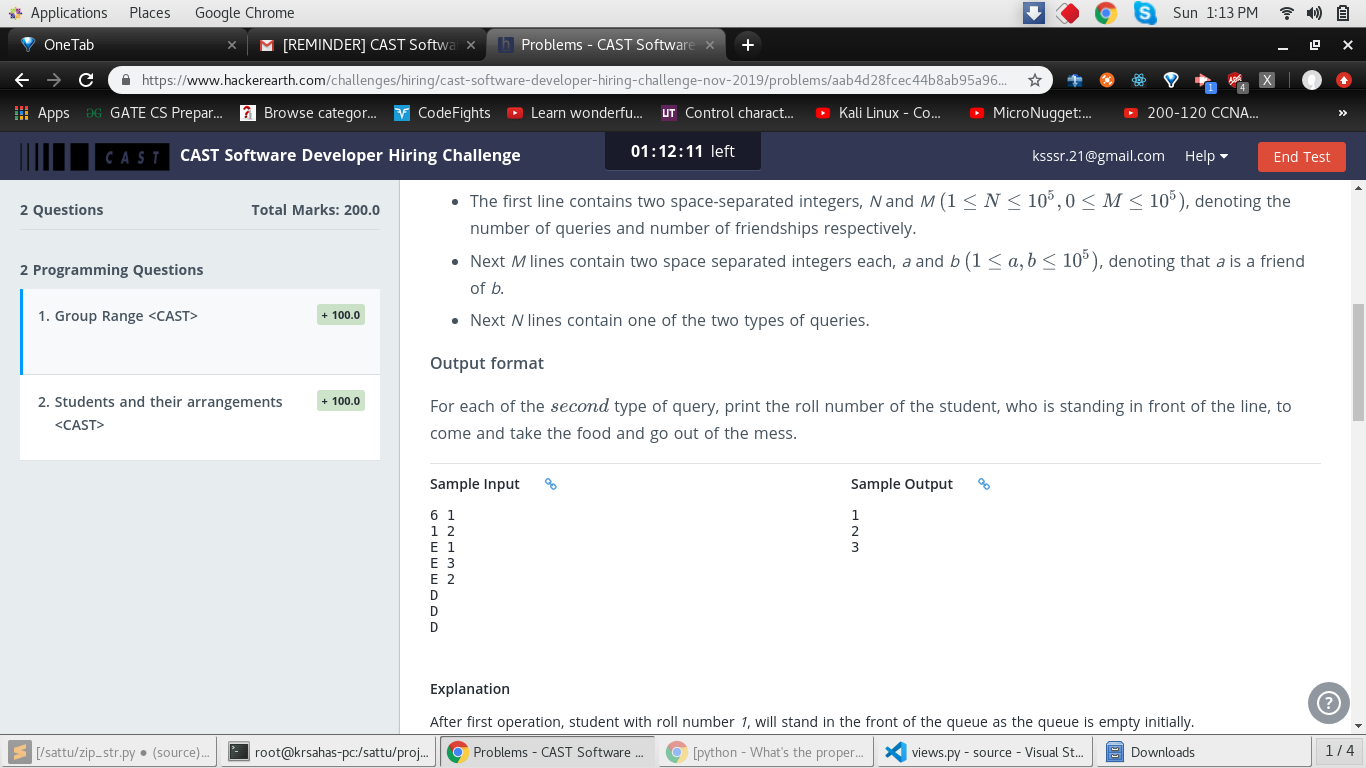 Applications Places Google Chrome Sun 1:13 PM
OneTab × [REMINDER] CAST Softwa × Problems - CAST Software × +
https://www.hackerearth.com/challenges/hiring/cast-software-developer-hiring-challenge-nov-2019/problems/aab4d28fcec44b8ab95a96... 1 ADR 4 X
Apps GATE CS Prepar... Browse categor... CodeFights Learn wonderfu... UT Control charact... Kali Linux - Co... MicroNugget:... 200-120 CCNA... »
CAST CAST Software Developer Hiring Challenge 01:12:11 left ksssr.21@gmail.com Help End Test
2 Questions Total Marks: 200.0
2 Programming Questions
1. Group Range <CAST> + 100.0
2. Students and their arrangements + 100.0
<CAST>
• The first line contains two space-separated integers, N and M (1 ≤ N ≤ 10⁵, 0 ≤ M ≤ 10⁵), denoting the
number of queries and number of friendships respectively.
• Next M lines contain two space separated integers each, a and b (1 ≤ a, b ≤ 10⁵), denoting that a is a friend
of b.
• Next N lines contain one of the two types of queries.
Output format
For each of the second type of query, print the roll number of the student, who is standing in front of the line, to
come and take the food and go out of the mess.
Sample Input Sample Output
6 1 1
1 2 2
E 1 3
E 3
E 2
D
D
D
Explanation
After first operation, student with roll number 1, will stand in the front of the queue as the queue is empty initially.
?
[/sattu/zip_str.py • (source)... root@krsahas-pc:/sattu/proj... Problems - CAST Software ... [python - What's the proper... views.py - source - Visual St... Downloads 1 / 4